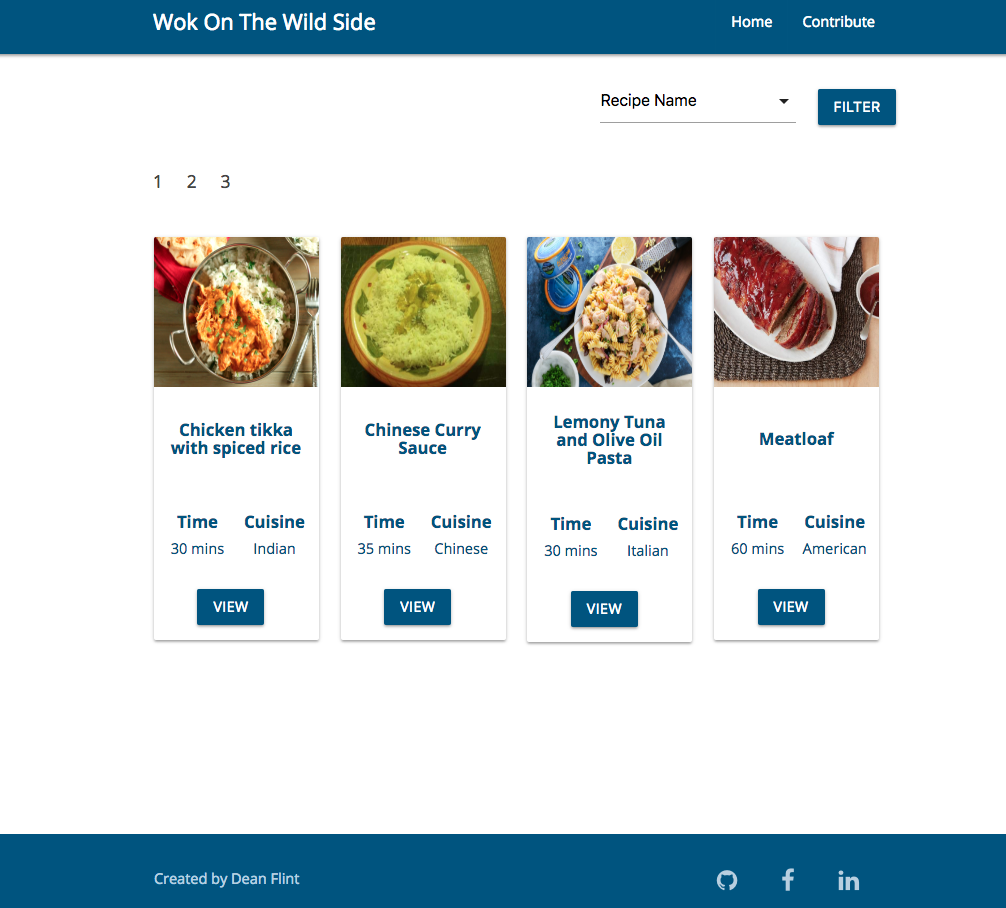 Wok On The Wild Side
Home Contribute
Recipe Name
FILTER
1 2 3
Chicken tikka
with spiced rice
Time Cuisine
30 mins Indian
VIEW
Chinese Curry
Sauce
Time Cuisine
35 mins Chinese
VIEW
Lemony Tuna
and Olive Oil
Pasta
Time Cuisine
30 mins Italian
VIEW
Meatloaf
Time Cuisine
60 mins American
VIEW
Created by Dean Flint